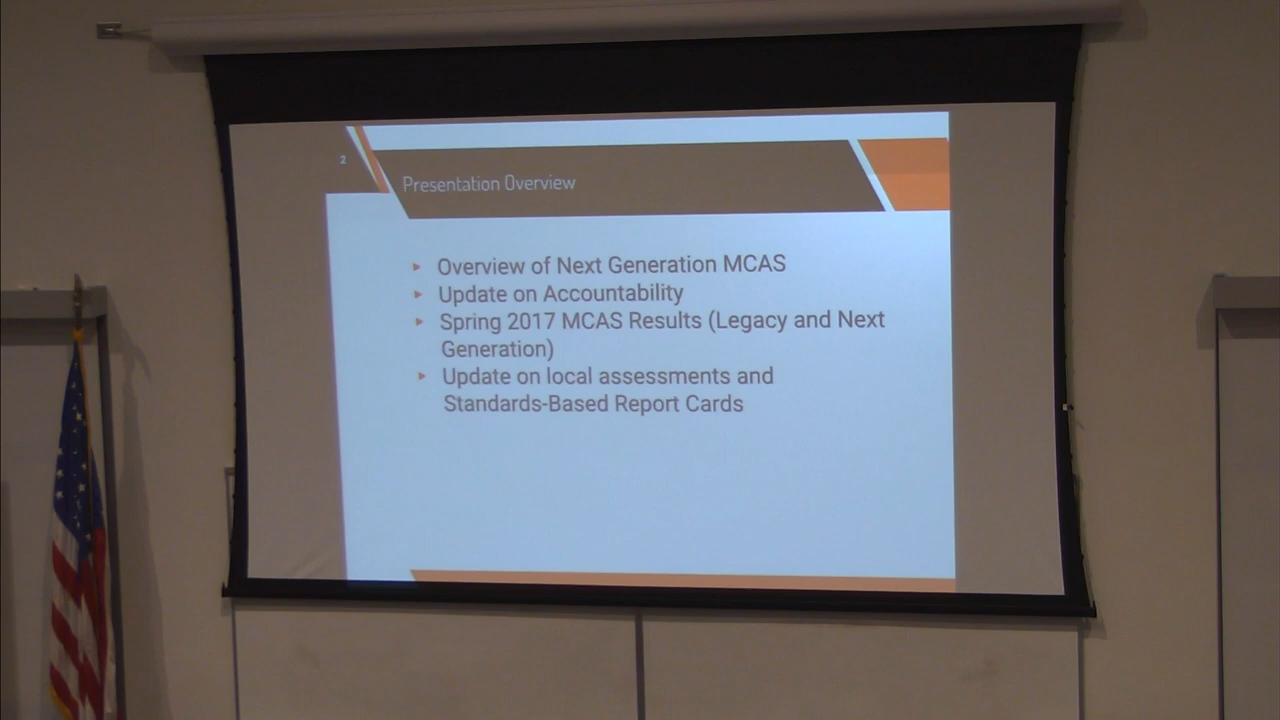 2
Presentation Overview
Overview of Next Generation MCAS
Update on Accountability
Spring 2017 MCAS Results (Legacy and Next
Generation)
Update on local assessments and
Standards-Based Report Cards